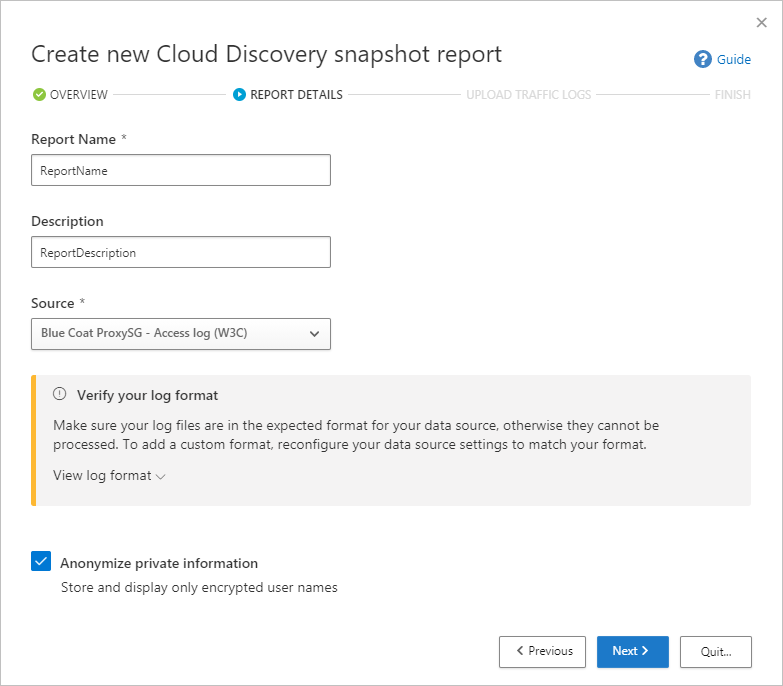 Create new Cloud Discovery snapshot report
? Guide
OVERVIEW REPORT DETAILS UPLOAD TRAFFIC LOGS FINISH
Report Name *
ReportName
Description
ReportDescription
Source *
Blue Coat ProxySG - Access log (W3C)
Verify your log format
Make sure your log files are in the expected format for your data source, otherwise they cannot be
processed. To add a custom format, reconfigure your data source settings to match your format.
View log format
Anonymize private information
Store and display only encrypted user names
Previous Next Quit...